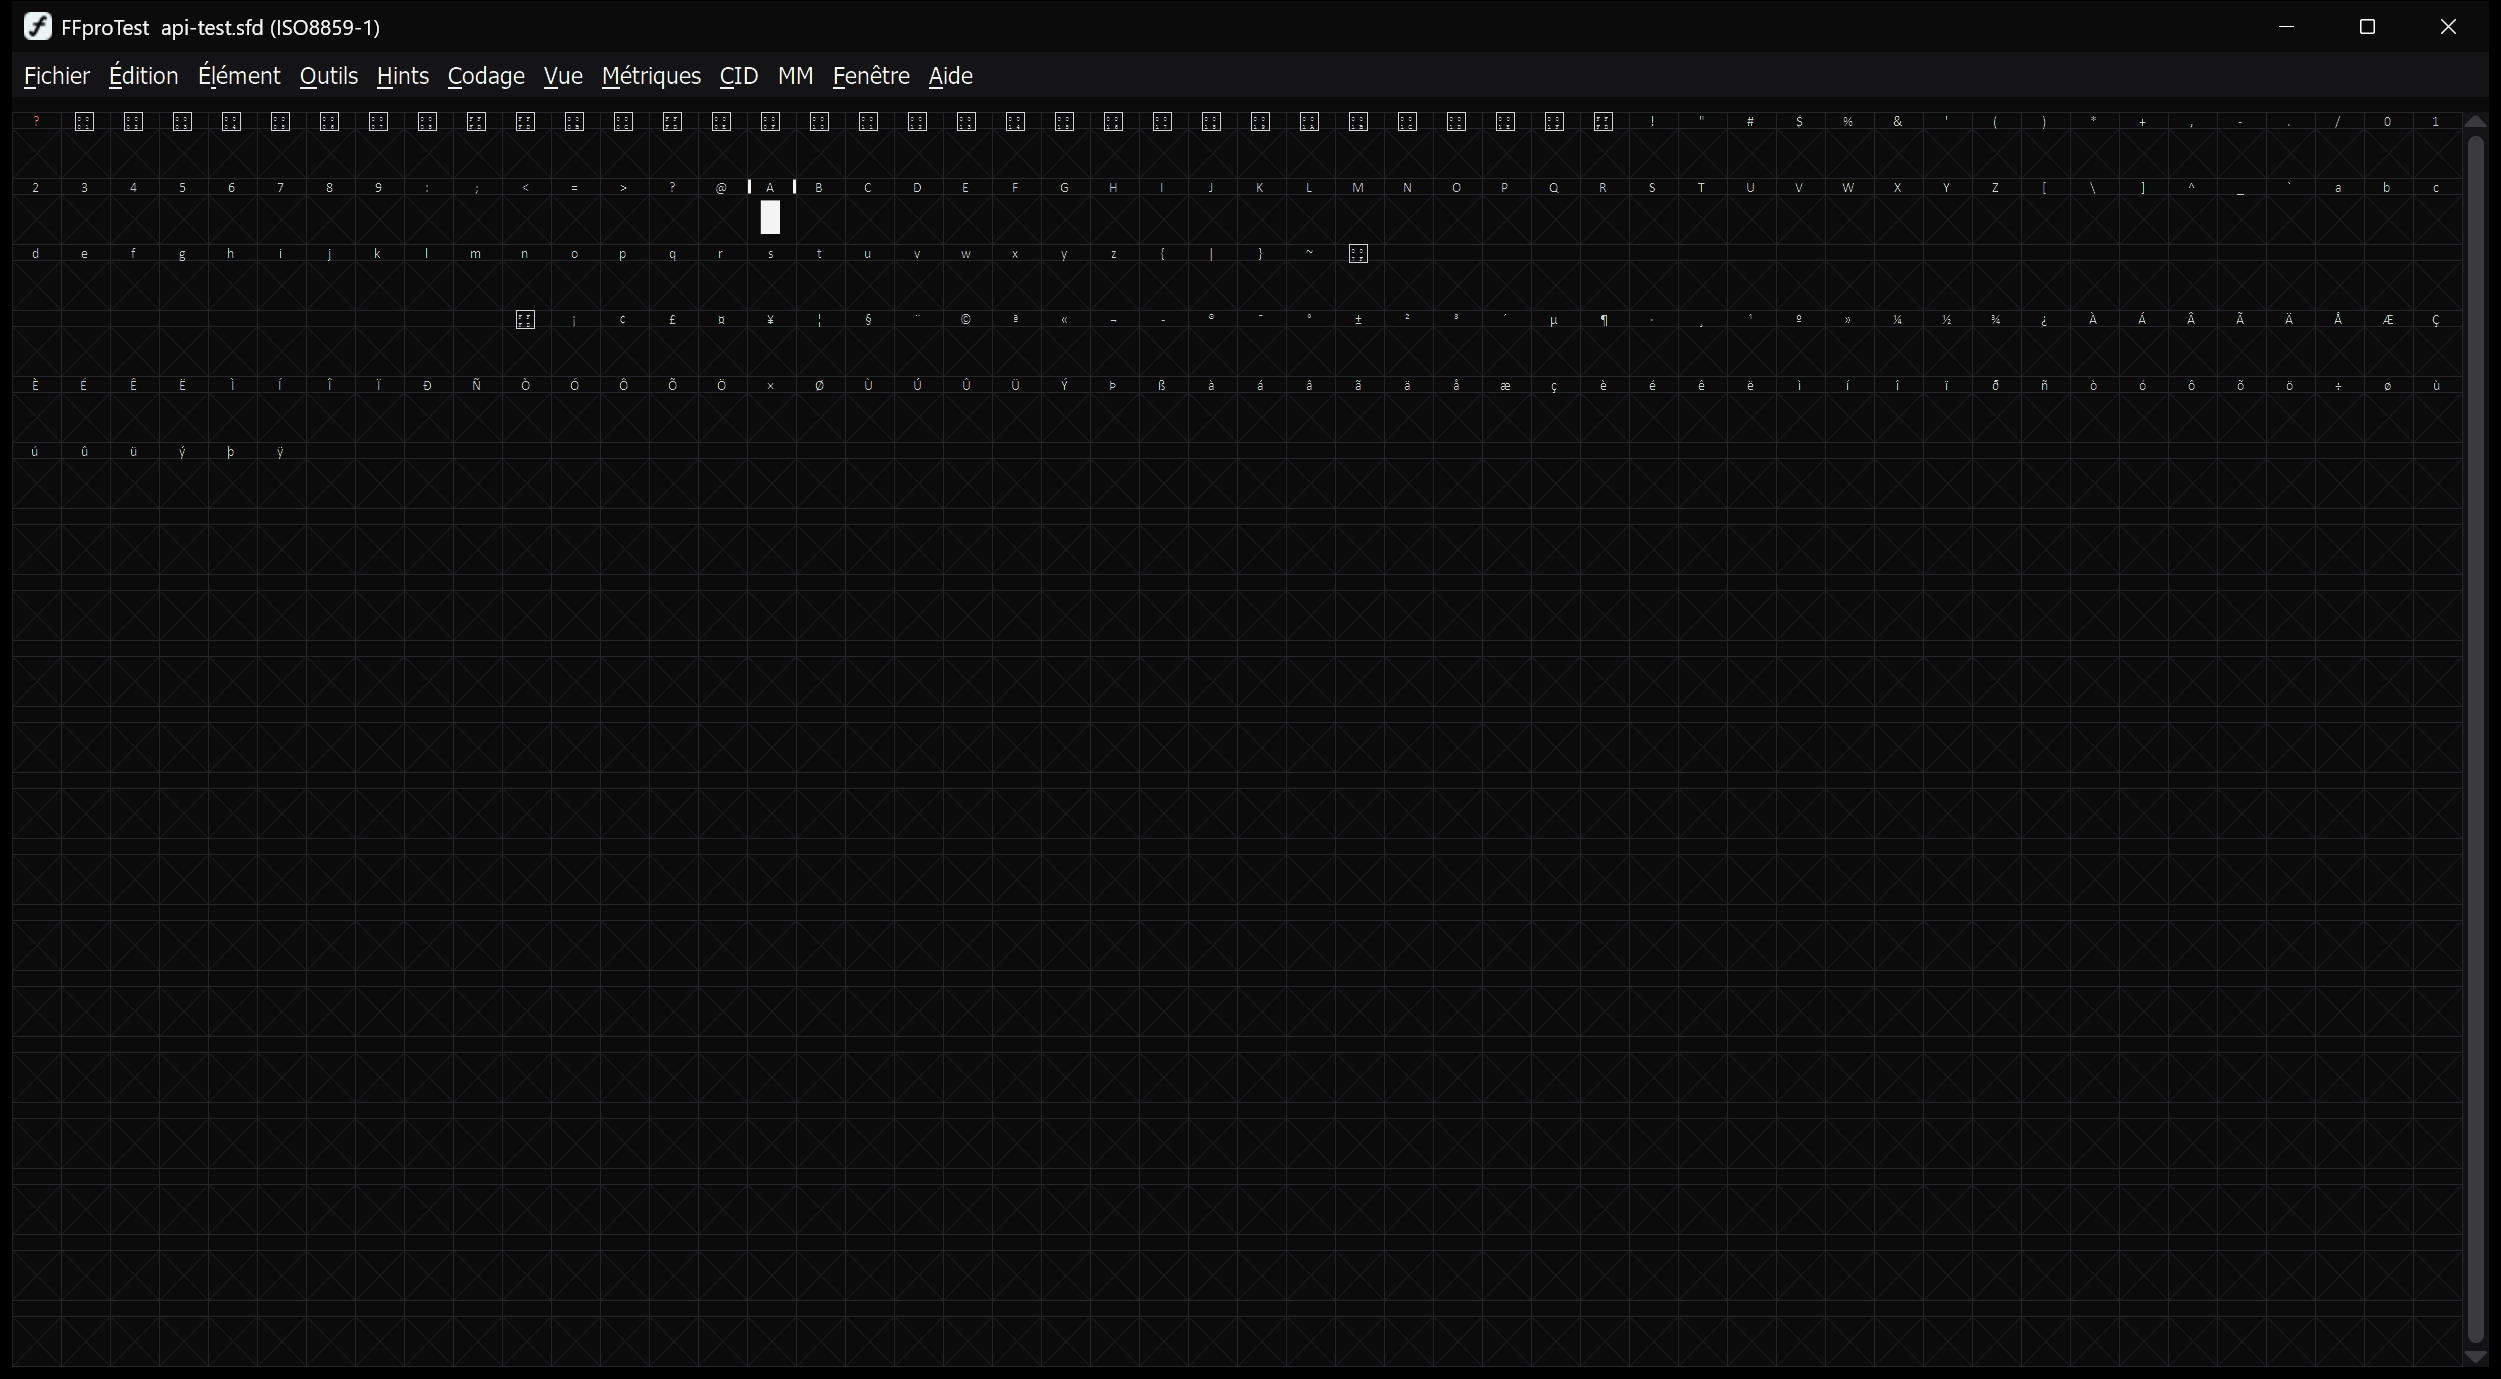 FFproTest api-test.sfd (ISO8859-1)
Fichier Édition Élément Outils Hints Codage Vue Métriques CID MM Fenêtre Aide
? ! " # $ % & ' ( ) * + , - . / 0 1
2 3 4 5 6 7 8 9 : ; < = > ? @ A B C D E F G H I J K L M N O P Q R S T U V W X Y Z [ \ ] ^ _ ` a b c
d e f g h i j k l m n o p q r s t u v w x y z { | } ~
¡ ¢ £ ¤ ¥ ¦ § ¨ © ª « ¬ - ® ¯ ° ± ² ³ ´ µ ¶ · ¸ ¹ º » ¼ ½ ¾ ¿ À Á Â Ã Ä Å Æ Ç
È É Ê Ë Ì Í Î Ï Ð Ñ Ò Ó Ô Õ Ö × Ø Ù Ú Û Ü Ý Þ ß à á â ã ä å æ ç è é ê ë ì í î ï ð ñ ò ó ô õ ö ÷ ø ù
ú û ü ý þ ÿ